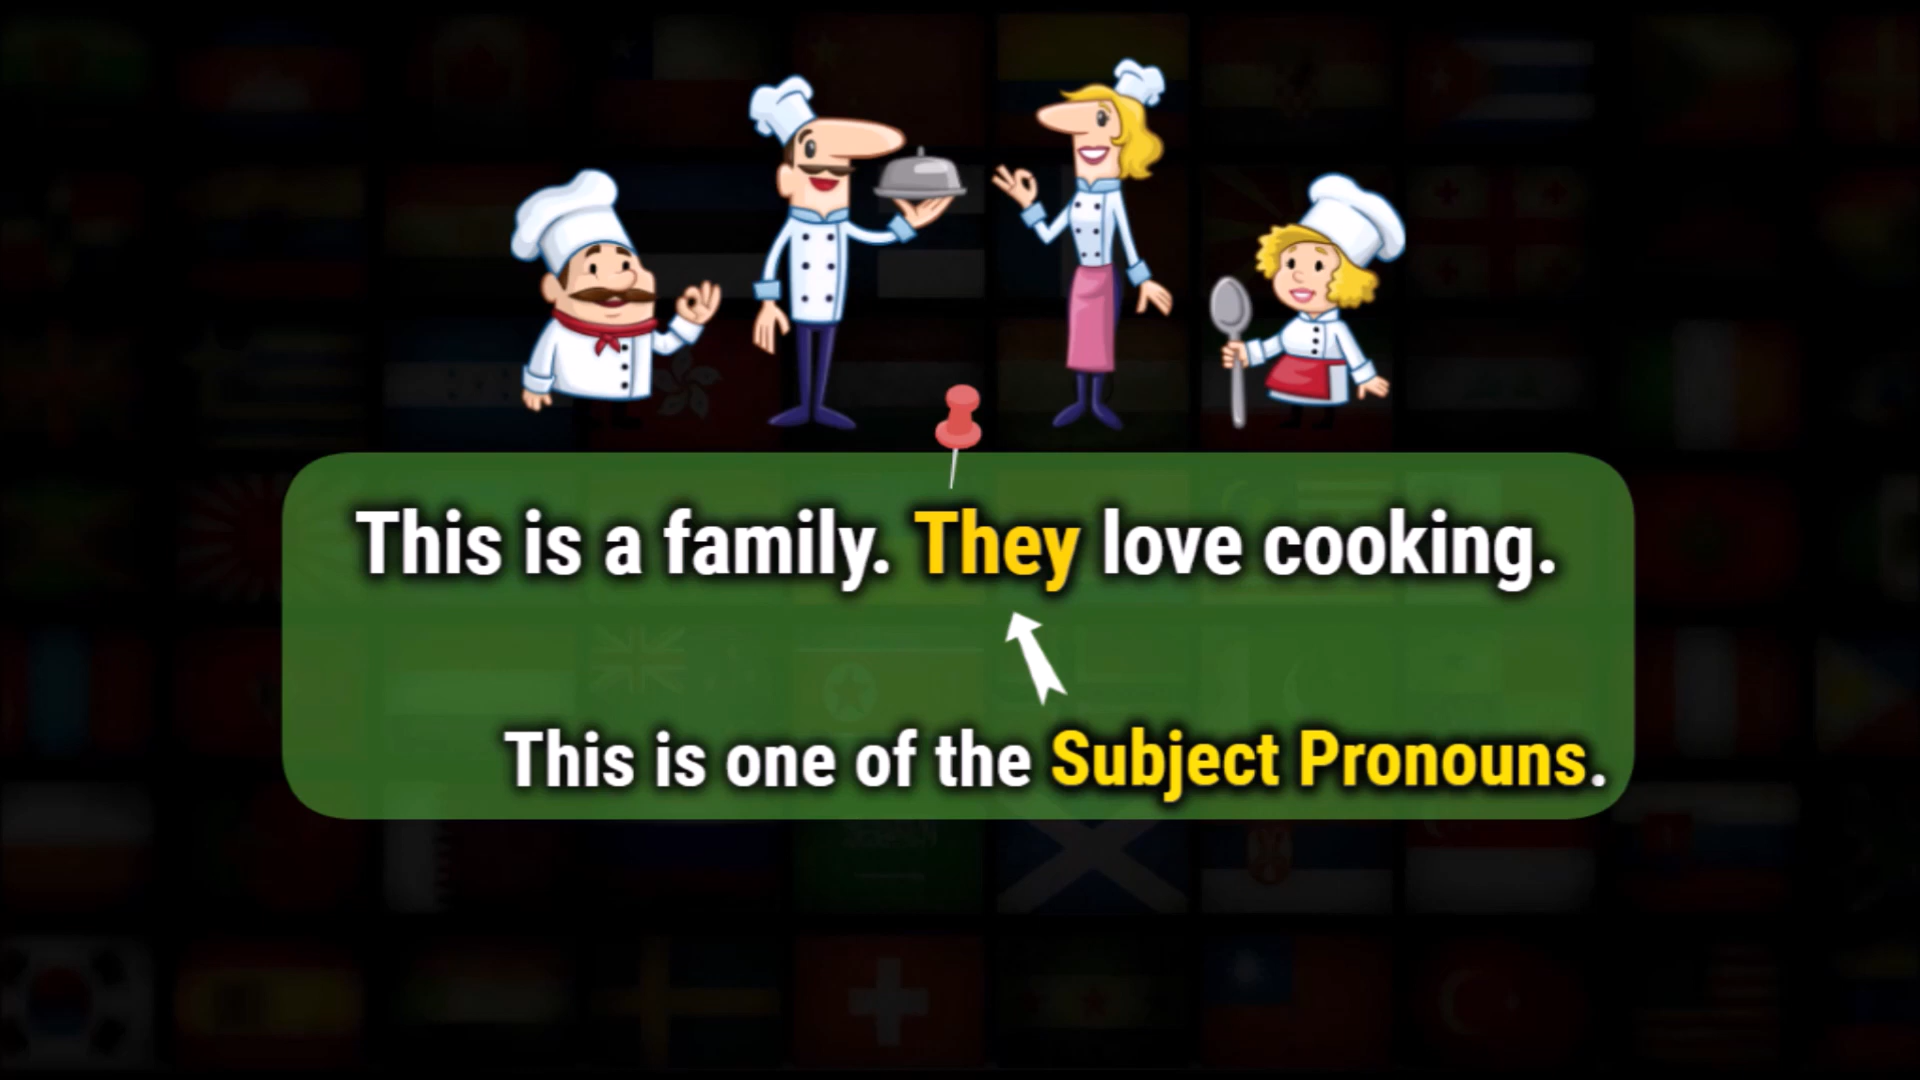 This is a family. They love cooking.
This is one of the Subject Pronouns.